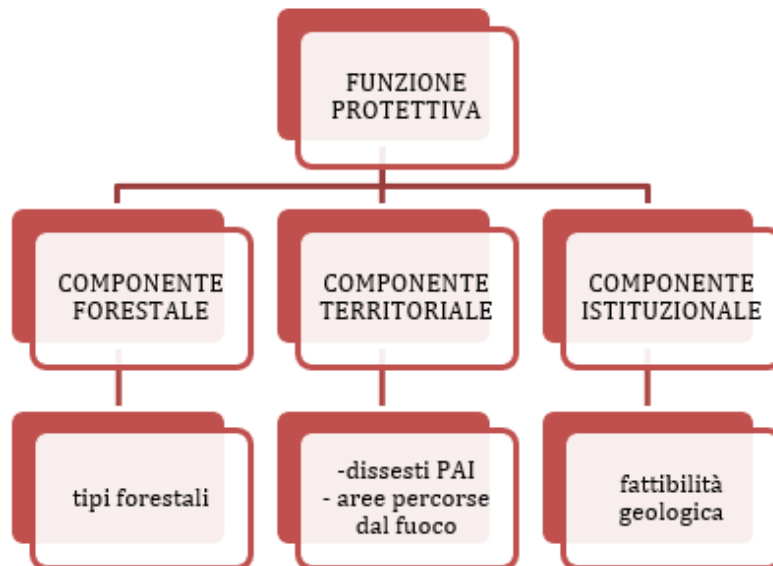 FUNZIONE
PROTETTIVA
COMPONENTE
FORESTALE
COMPONENTE
TERRITORIALE
COMPONENTE
ISTITUZIONALE
tipi forestali
-dissesti PAI
- aree percorse
dal fuoco
fattibilità
geologica